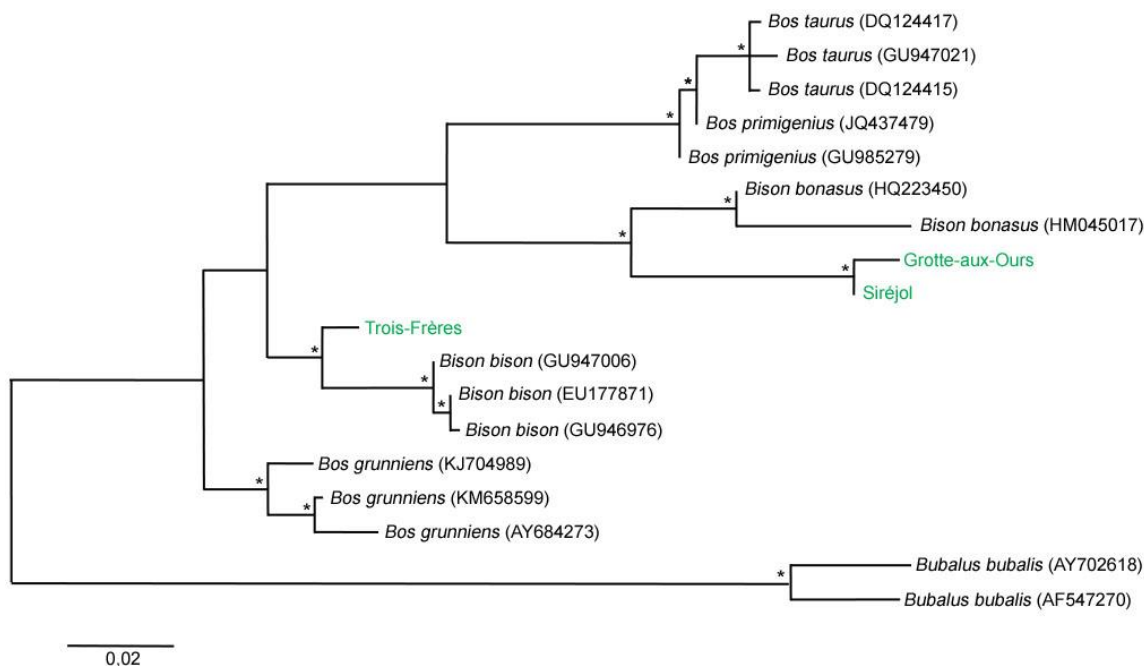 Bos taurus (DQ124417)
Bos taurus (GU947021)
Bos taurus (DQ124415)
Bos primigenius (JQ437479)
Bos primigenius (GU985279)
Bison bonasus (HQ223450)
Bison bonasus (HM045017)
Grotte-aux-Ours
Siréjol
Trois-Frères
Bison bison (GU947006)
Bison bison (EU177871)
Bison bison (GU946976)
Bos grunniens (KJ704989)
Bos grunniens (KM658599)
Bos grunniens (AY684273)
Bubalus bubalis (AY702618)
Bubalus bubalis (AF547270)
0,02